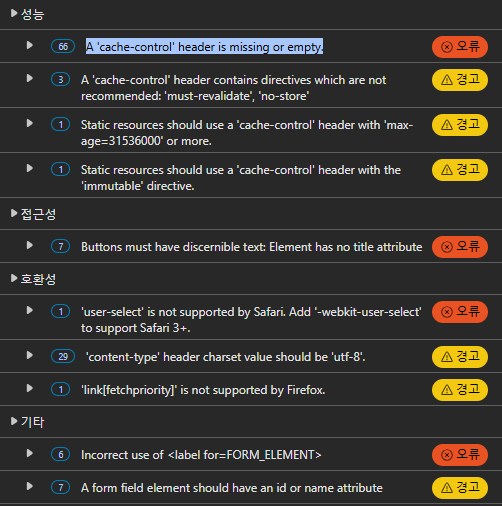 성능
66 A 'cache-control' header is missing or empty. 오류
3 A 'cache-control' header contains directives which are not 경고
recommended: 'must-revalidate', 'no-store'
1 Static resources should use a 'cache-control' header with 'max- 경고
age=31536000' or more.
1 Static resources should use a 'cache-control' header with the 경고
'immutable' directive.
접근성
7 Buttons must have discernible text: Element has no title attribute 오류
호환성
1 'user-select' is not supported by Safari. Add '-webkit-user-select' 오류
to support Safari 3+.
29 'content-type' header charset value should be 'utf-8'. 경고
1 'link[fetchpriority]' is not supported by Firefox. 경고
기타
6 Incorrect use of <label for=FORM_ELEMENT> 오류
7 A form field element should have an id or name attribute 경고